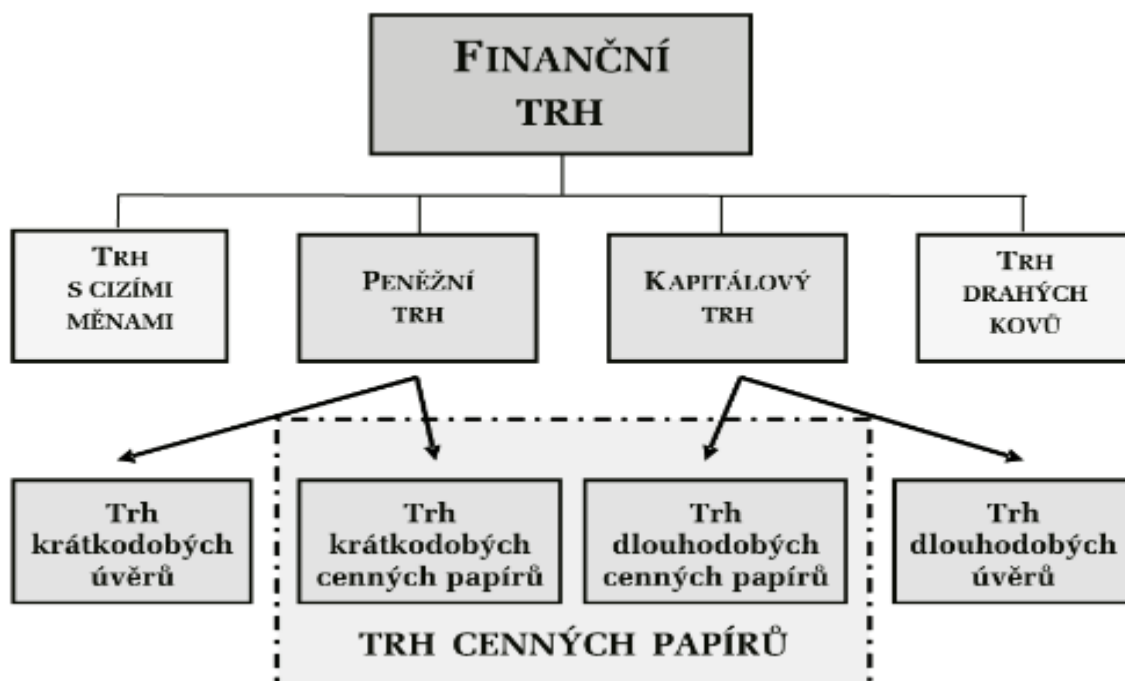 FINANČNÍ
TRH
TRH
S CIZÍMI
MĚNAMI
PENĚŽNÍ
TRH
KAPITÁLOVÝ
TRH
TRH
DRAHÝCH
KOVŮ
Trh
krátkodobých
úvěrů
Trh
krátkodobých
cenných papírů
Trh
dlouhodobých
cenných papírů
Trh
dlouhodobých
úvěrů
TRH CENNÝCH PAPÍRŮ